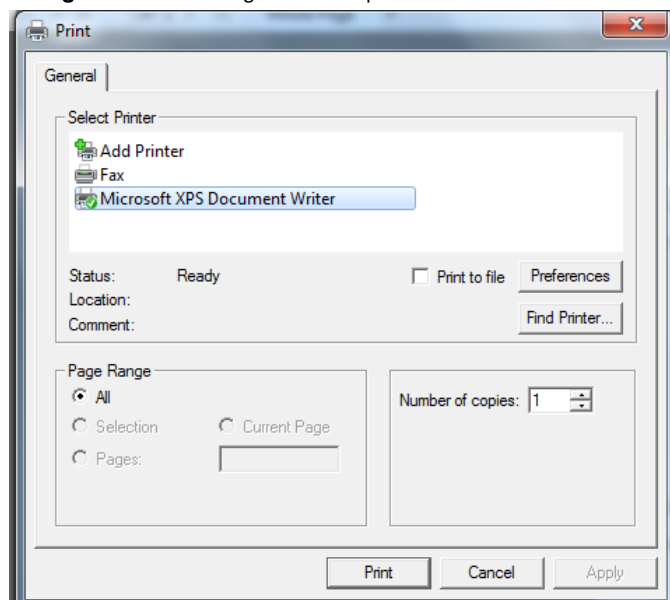 Print
General
Select Printer
Add Printer
Fax
Microsoft XPS Document Writer
Status: Ready
Print to file
Preferences
Location:
Comment:
Find Printer...
Page Range
All
Selection
Current Page
Pages:
Number of copies: 1
Print
Cancel
Apply